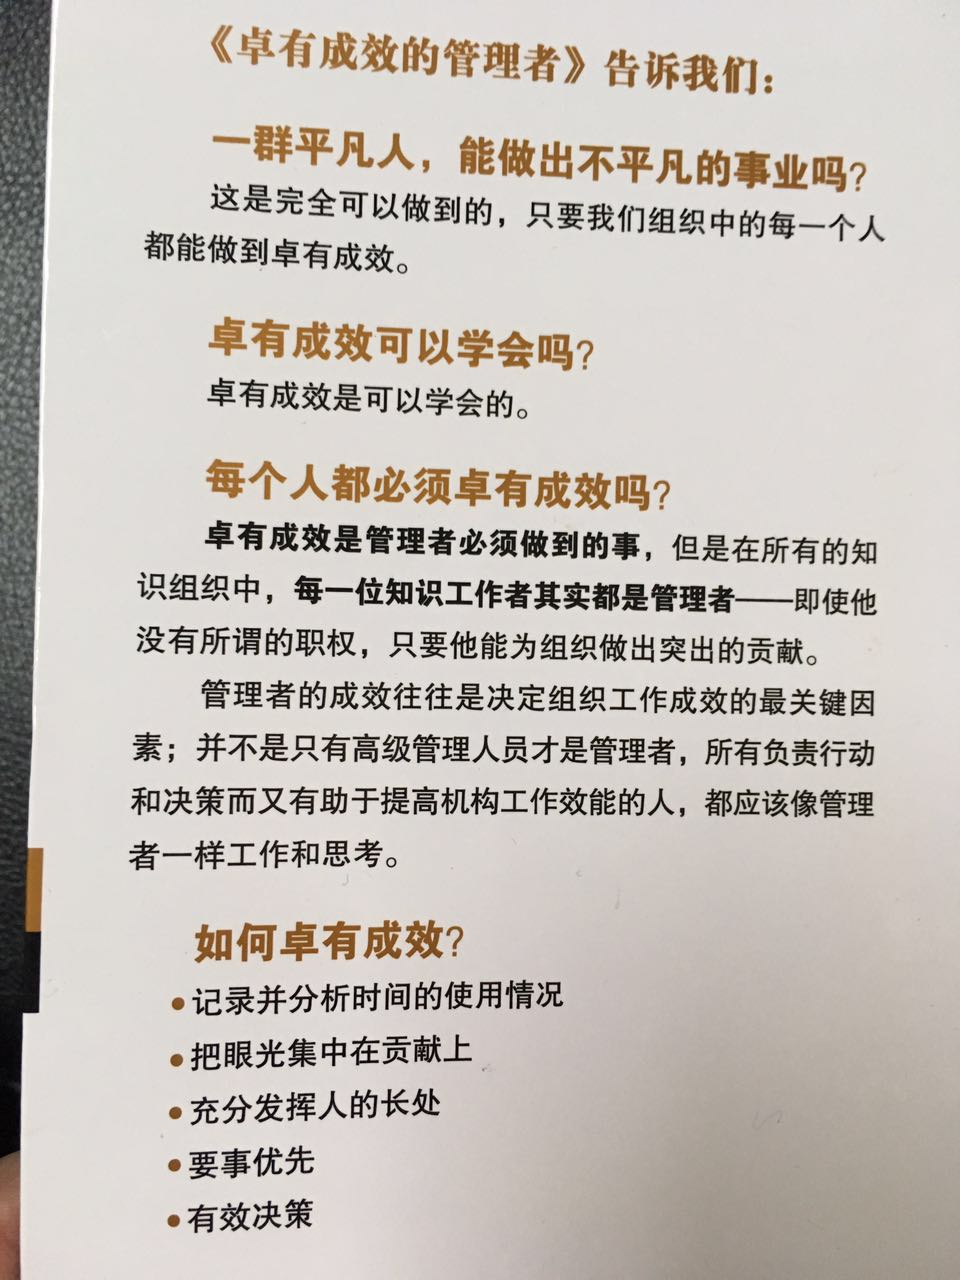 《卓有成效的管理者》告诉我们：
一群平凡人，能做出不平凡的事业吗？
这是完全可以做到的，只要我们组织中的每一个人
都能做到卓有成效。
卓有成效可以学会吗？
卓有成效是可以学会的。
每个人都必须卓有成效吗？
卓有成效是管理者必须做到的事，但是在所有的知
识组织中，每一位知识工作者其实都是管理者——即使他
没有所谓的职权，只要他能为组织做出突出的贡献。
管理者的成效往往是决定组织工作成效的最关键因
素；并不是只有高级管理人员才是管理者，所有负责行动
和决策而又有助于提高机构工作效能的人，都应该像管理
者一样工作和思考。
如何卓有成效？
•记录并分析时间的使用情况
•把眼光集中在贡献上
•充分发挥人的长处
•要事优先
•有效决策